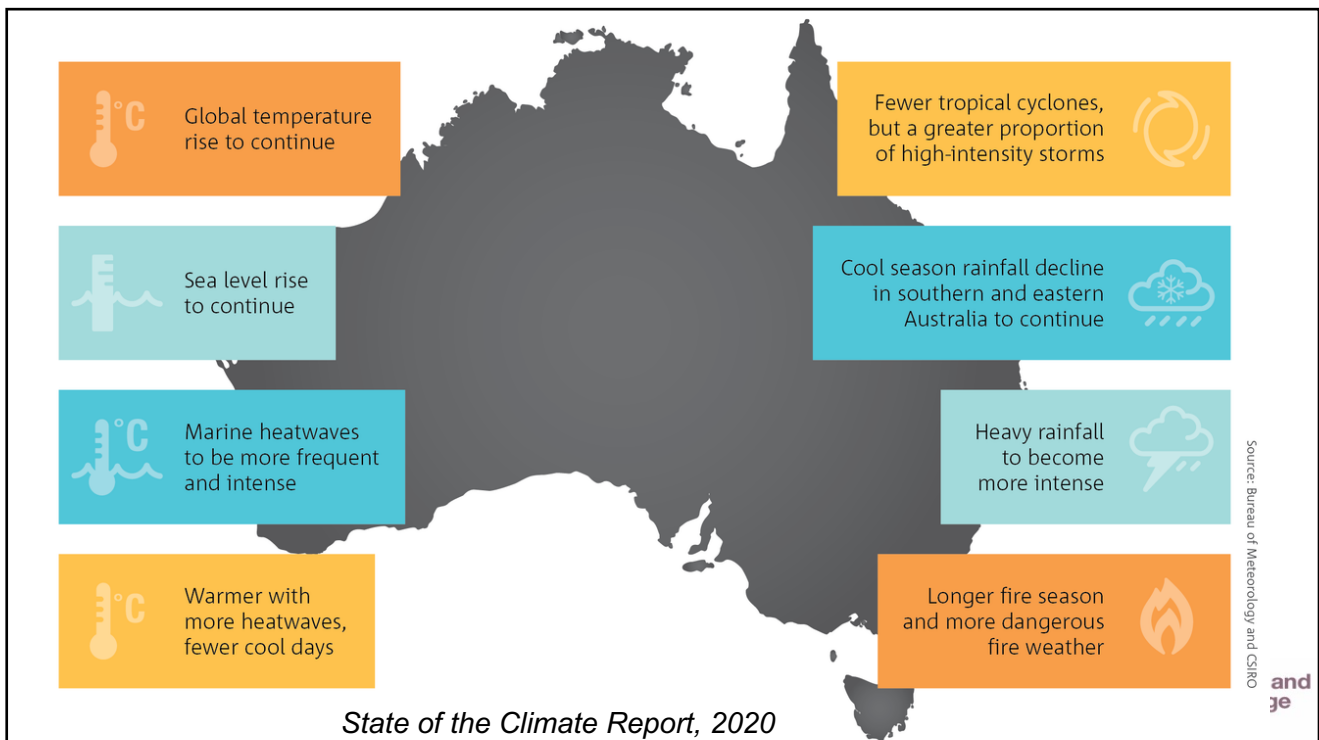 °C
Global temperature
rise to continue
Sea level rise
to continue
°C
Marine heatwaves
to be more frequent
and intense
°C
Warmer with
more heatwaves,
fewer cool days
Fewer tropical cyclones,
but a greater proportion
of high-intensity storms
Cool season rainfall decline
in southern and eastern
Australia to continue
Heavy rainfall
to become
more intense
Longer fire season
and more dangerous
fire weather
Source: Bureau of Meteorology and CSIRO
and
ge
State of the Climate Report, 2020